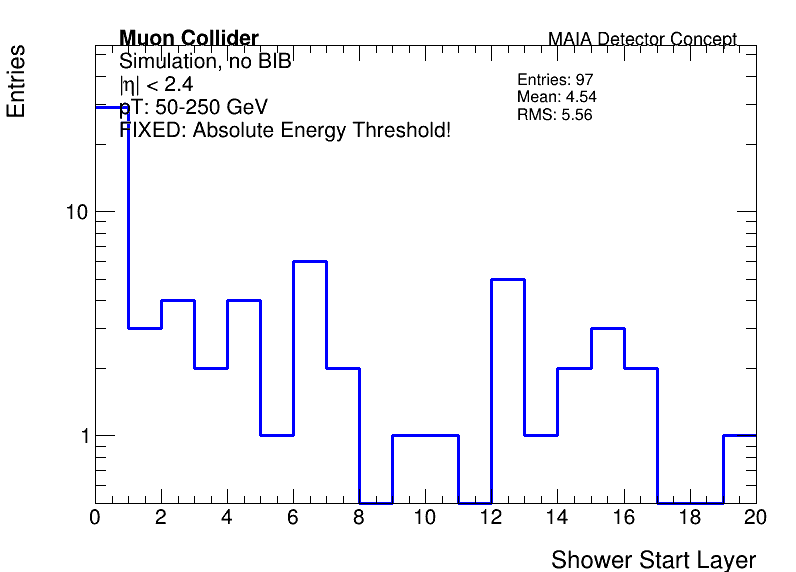 Muon Collider
MAIA Detector Concept
Simulation, no BIB
|η| < 2.4
pT: 50-250 GeV
FIXED: Absolute Energy Threshold!
Entries: 97
Mean: 4.54
RMS: 5.56
Entries
10
1
0 2 4 6 8 10 12 14 16 18 20
Shower Start Layer